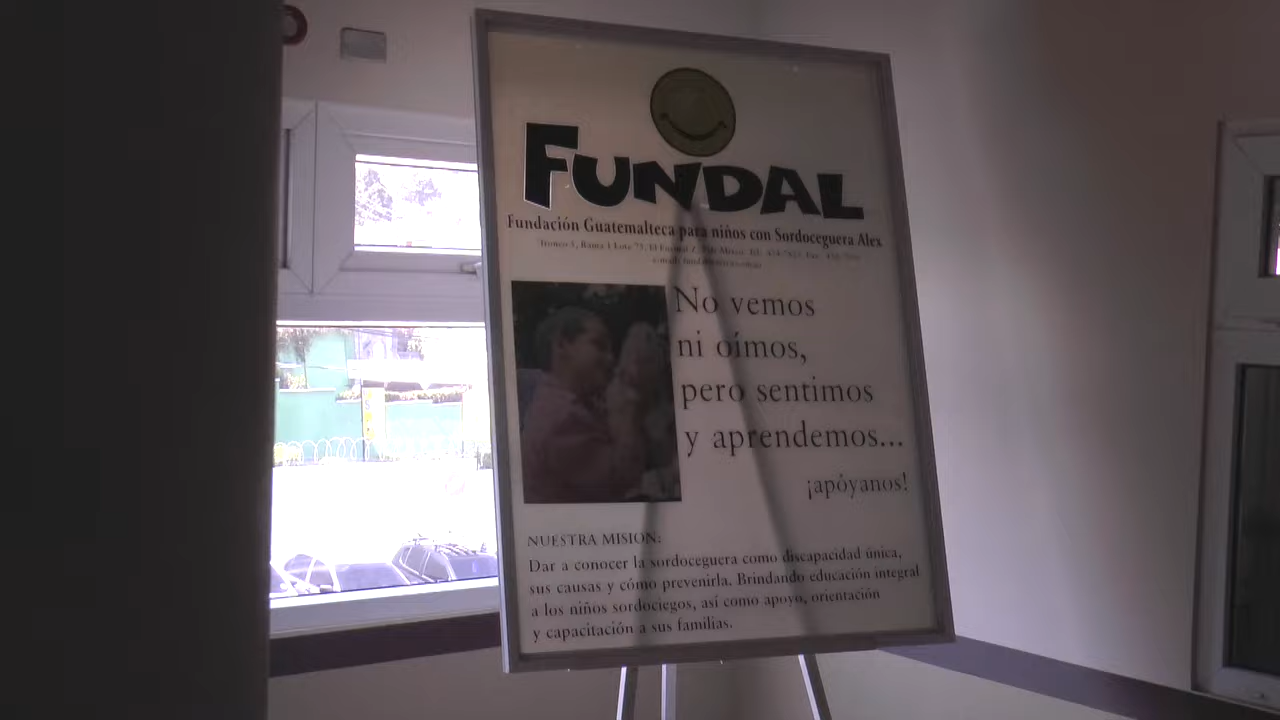 FUNDAL
Fundación Guatemalteca para niños con Sordoceguera Alex
No vemos
ni oímos,
pero sentimos
y aprendemos...
¡apóyanos!
NUESTRA MISION:
Dar a conocer la sordoceguera como discapacidad única,
sus causas y cómo prevenirla. Brindando educación integral
a los niños sordociegos, así como apoyo, orientación
y capacitación a sus familias.